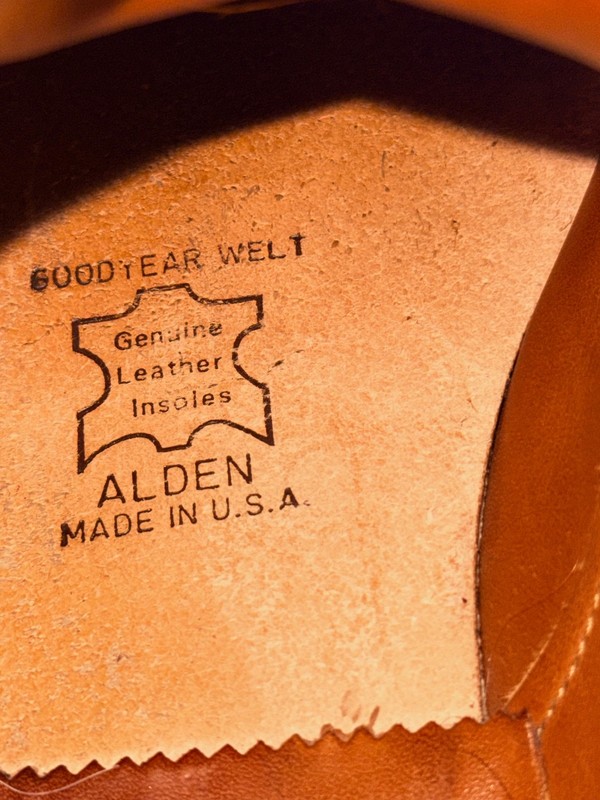 GOODYEAR WELT
Genuine
Leather
Insoles
ALDEN
MADE IN U.S.A.